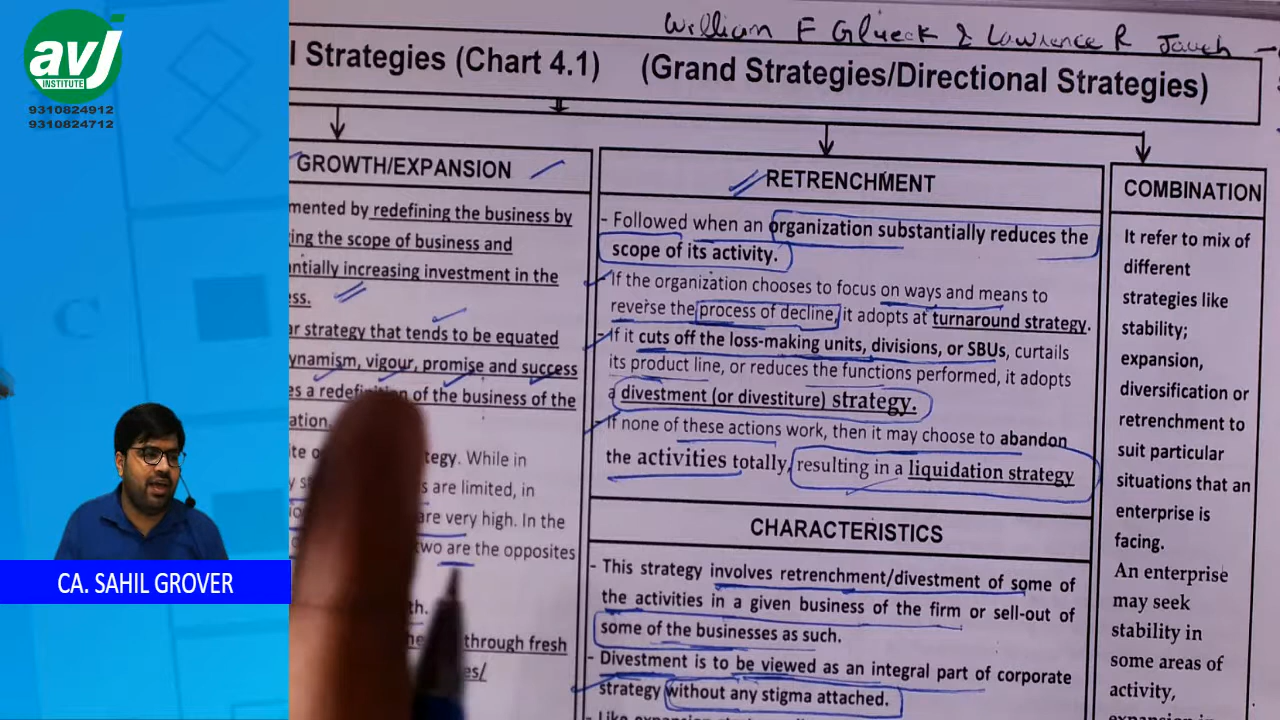 avj
INSTITUTE
9310824912
9310824712
CA. SAHIL GROVER
William F Glueck & Lawrence R Jauch -
l Strategies (Chart 4.1) (Grand Strategies/Directional Strategies)
GROWTH/EXPANSION
mented by redefining the business by
ing the scope of business and
ntially increasing investment in the
ess.
ar strategy that tends to be equated
dynamism, vigour, promise and success
es a redefinition of the business of the
ation.
tegy. While in
s are limited, in
are very high. In the
two are the opposites
th.
through fresh
es/
RETRENCHMENT
- Followed when an organization substantially reduces the
scope of its activity.
- If the organization chooses to focus on ways and means to
reverse the process of decline, it adopts at turnaround strategy.
- If it cuts off the loss-making units, divisions, or SBUs, curtails
its product line, or reduces the functions performed, it adopts
a divestment (or divestiture) strategy.
- If none of these actions work, then it may choose to abandon
the activities totally, resulting in a liquidation strategy
CHARACTERISTICS
- This strategy involves retrenchment/divestment of some of
the activities in a given business of the firm or sell-out of
some of the businesses as such.
- Divestment is to be viewed as an integral part of corporate
strategy without any stigma attached.
COMBINATION
It refer to mix of
different
strategies like
stability;
expansion,
diversification or
retrenchment to
suit particular
situations that an
enterprise is
facing.
An enterprise
may seek
stability in
some areas of
activity,
expansion in